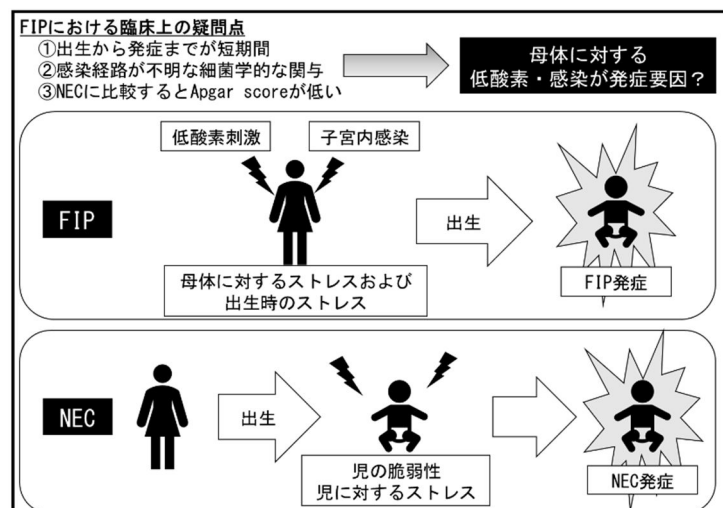 FIPにおける臨床上の疑問点
①出生から発症までが短期間
②感染経路が不明な細菌学的な関与
③NECに比較するとApgar scoreが低い
母体に対する
低酸素・感染が発症要因？
低酸素刺激
子宮内感染
FIP
出生
母体に対するストレスおよび
出生時のストレス
FIP発症
NEC
出生
児の脆弱性
児に対するストレス
NEC発症